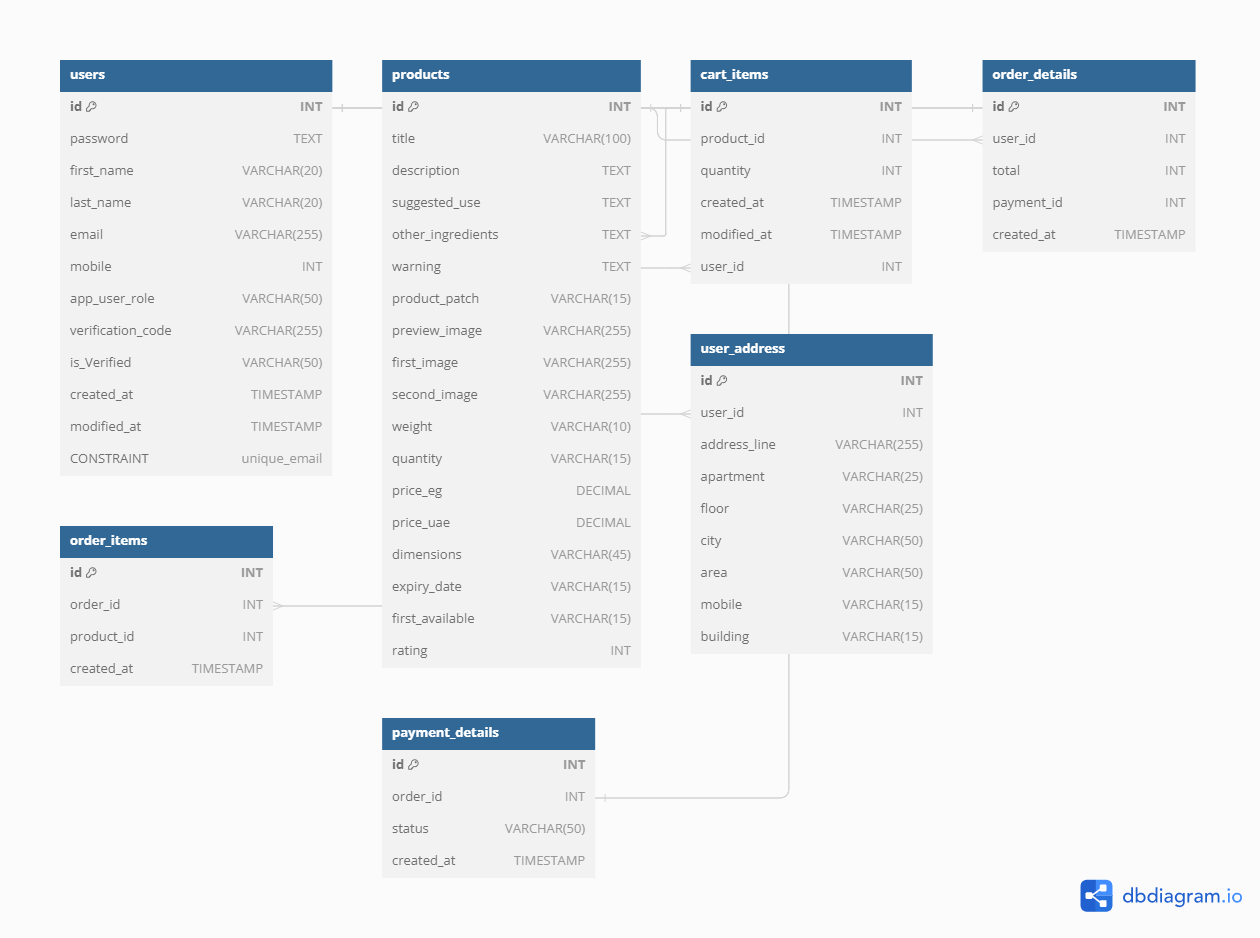 users
id INT
password TEXT
first_name VARCHAR(20)
last_name VARCHAR(20)
email VARCHAR(255)
mobile INT
app_user_role VARCHAR(50)
verification_code VARCHAR(255)
is_Verified VARCHAR(50)
created_at TIMESTAMP
modified_at TIMESTAMP
CONSTRAINT unique_email
products
id INT
title VARCHAR(100)
description TEXT
suggested_use TEXT
other_ingredients TEXT
warning TEXT
product_patch VARCHAR(15)
preview_image VARCHAR(255)
first_image VARCHAR(255)
second_image VARCHAR(255)
weight VARCHAR(10)
quantity VARCHAR(15)
price_eg DECIMAL
price_uae DECIMAL
dimensions VARCHAR(45)
expiry_date VARCHAR(15)
first_available VARCHAR(15)
rating INT
cart_items
id INT
product_id INT
quantity INT
created_at TIMESTAMP
modified_at TIMESTAMP
user_id INT
order_details
id INT
user_id INT
total INT
payment_id INT
created_at TIMESTAMP
user_address
id INT
user_id INT
address_line VARCHAR(255)
apartment VARCHAR(25)
floor VARCHAR(25)
city VARCHAR(50)
area VARCHAR(50)
mobile VARCHAR(15)
building VARCHAR(15)
order_items
id INT
order_id INT
product_id INT
created_at TIMESTAMP
payment_details
id INT
order_id INT
status VARCHAR(50)
created_at TIMESTAMP
dbdiagram.io